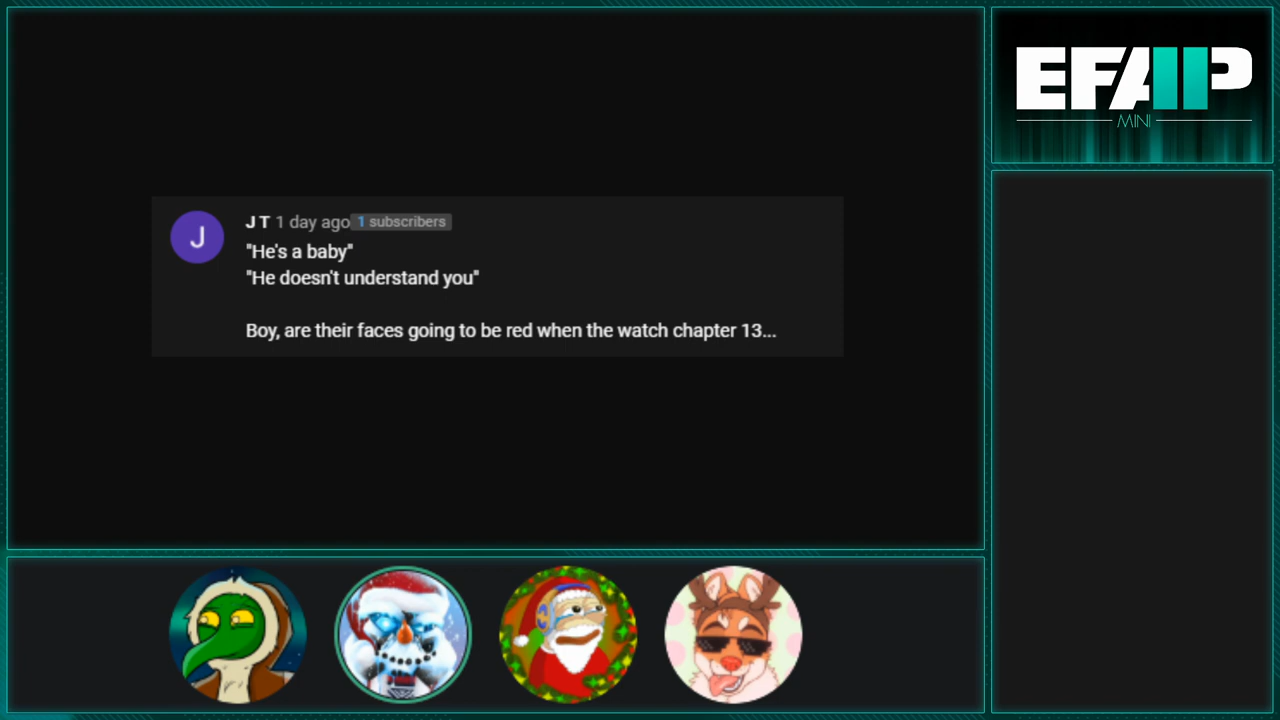 EFAP
MINI
J
J T 1 day ago 1 subscribers
"He's a baby"
"He doesn't understand you"
Boy, are their faces going to be red when the watch chapter 13...